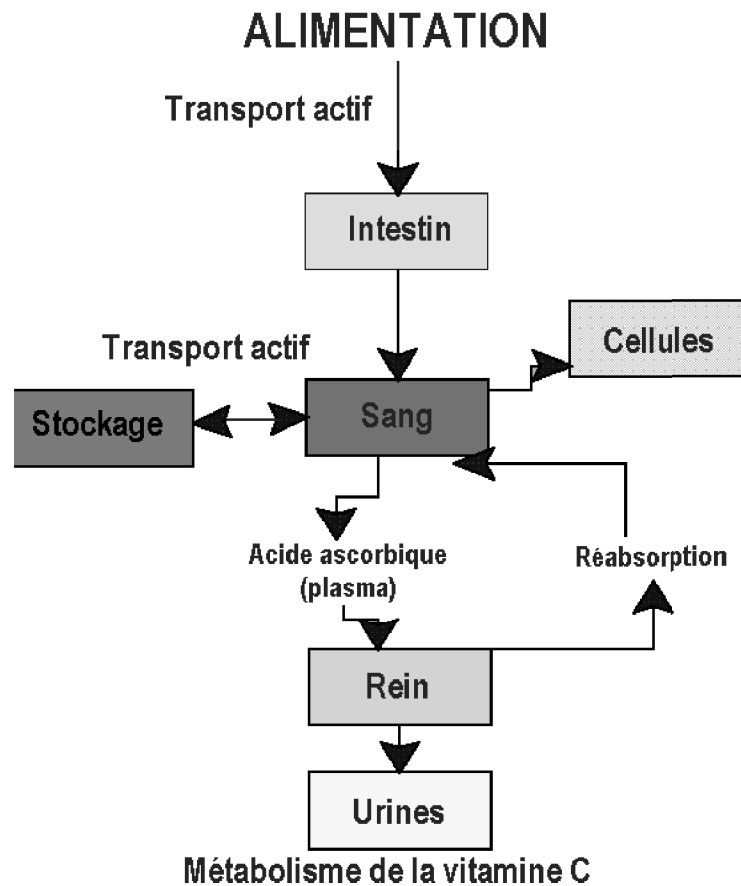 ALIMENTATION
Transport actif
Intestin
Cellules
Transport actif
Stockage
Sang
Acide ascorbique
(plasma)
Réabsorption
Rein
Urines
Métabolisme de la vitamine C